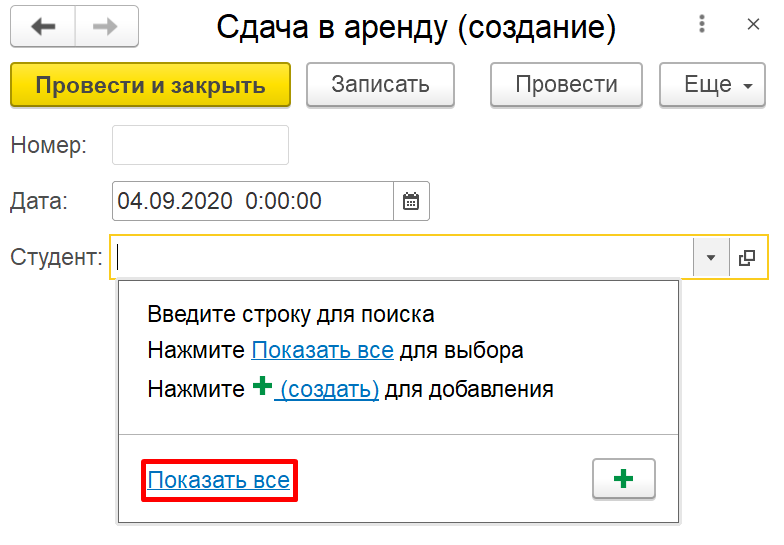 Сдача в аренду (создание)
Провести и закрыть Записать Провести Еще
Номер:
Дата: 04.09.2020 0:00:00
Студент:
Введите строку для поиска
Нажмите Показать все для выбора
Нажмите + (создать) для добавления
Показать все